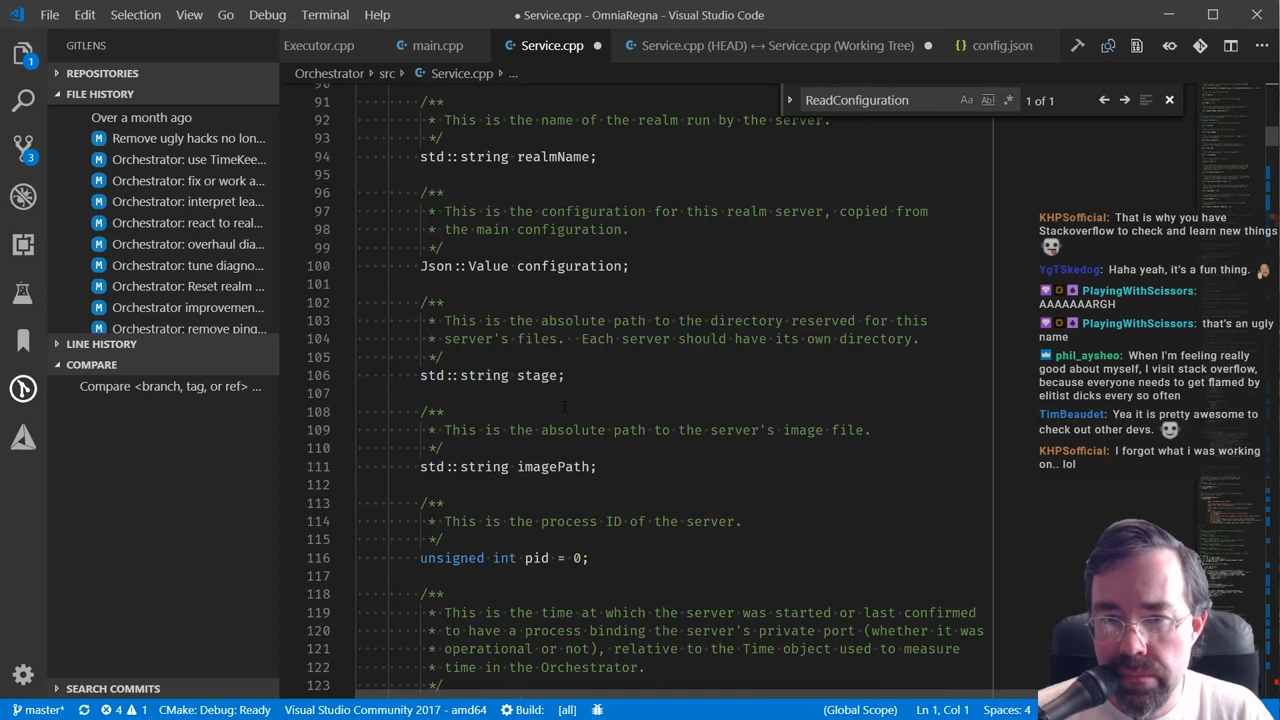 File Edit Selection View Go Debug Terminal Help
● Service.cpp - OmniaRegna - Visual Studio Code
GITLENS
Executor.cpp
main.cpp
Service.cpp
Service.cpp (HEAD) ↔ Service.cpp (Working Tree)
config.json
REPOSITORIES
FILE HISTORY
Over a month ago
Remove ugly hacks no lon...
Orchestrator: use TimeKee...
Orchestrator: fix or work a...
Orchestrator: interpret lea...
Orchestrator: react to real...
Orchestrator: overhaul dia...
Orchestrator: tune diagno...
Orchestrator: Reset realm ...
Orchestrator improvemen...
Orchestrator: remove ping...
LINE HISTORY
COMPARE
Compare <branch, tag, or ref> ...
SEARCH COMMITS
1
3
Orchestrator > src > Service.cpp > ...
ReadConfiguration Aa Abl .* 1 of 1
90
91 /**
92 * This is the name of the realm run by the server.
93 */
94 std::string realmName;
95
96 /**
97 * This is the configuration for this realm server, copied from
98 * the main configuration.
99 */
100 Json::Value configuration;
101
102 /**
103 * This is the absolute path to the directory reserved for this
104 * server's files.  Each server should have its own directory.
105 */
106 std::string stage;
107
108 /**
109 * This is the absolute path to the server's image file.
110 */
111 std::string imagePath;
112
113 /**
114 * This is the process ID of the server.
115 */
116 unsigned int pid = 0;
117
118 /**
119 * This is the time at which the server was started or last confirmed
120 * to have a process binding the server's private port (whether it was
121 * operational or not), relative to the Time object used to measure
122 * time in the Orchestrator.
123 */
KHPSofficial: That is why you have
Stackoverflow to check and learn new things
YgTSkedog: Haha yeah, it's a fun thing.
PlayingWithScissors:
AAAAAAARGH
PlayingWithScissors: that's an ugly
name
phil_aysheo: When I'm feeling really
good about myself, I visit stack overflow,
because everyone needs to get flamed by
elitist dicks every so often
TimBeaudet: Yea it is pretty awesome to
check out other devs.
KHPSofficial: I forgot what i was working
on.. lol
master* 4 1 CMake: Debug: Ready Visual Studio Community 2017 - amd64 Build: [all] (Global Scope) Ln 1, Col 1 Spaces: 4